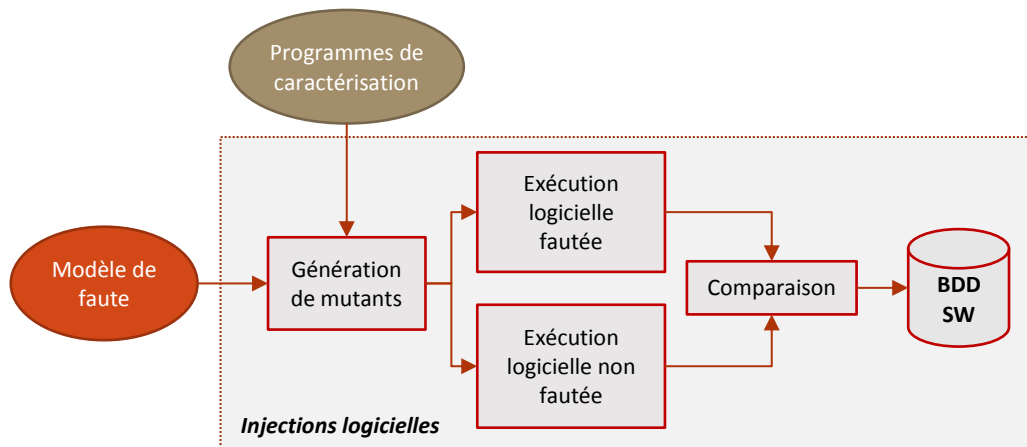 Programmes de
caractérisation
Modèle de
faute
Génération
de mutants
Exécution
logicielle
fautée
Exécution
logicielle non
fautée
Comparaison
BDD
SW
Injections logicielles